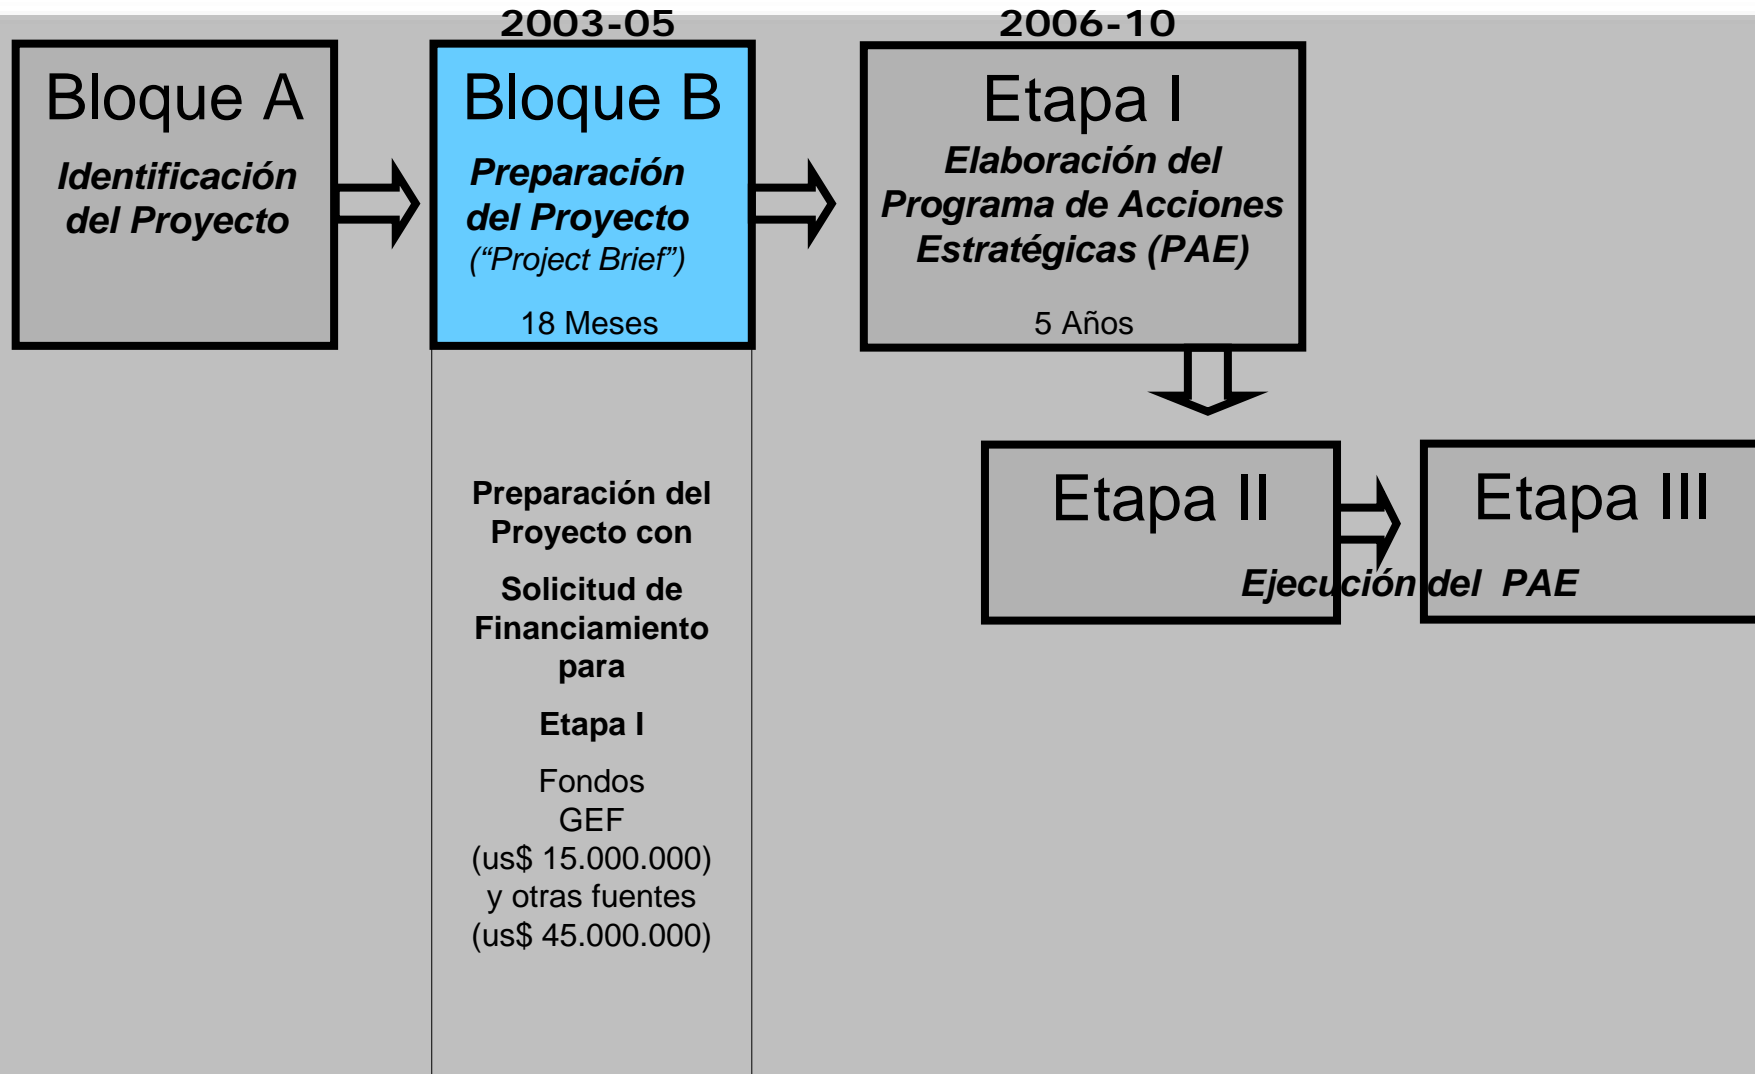 2003-05
2006-10
Bloque A
Identificación
del Proyecto
Bloque B
Preparación
del Proyecto
(“Project Brief”)
18 Meses
Etapa I
Elaboración del
Programa de Acciones
Estratégicas (PAE)
5 Años
Etapa II
Etapa III
Ejecución del  PAE
Preparación del
Proyecto con
Solicitud de
Financiamiento
para
Etapa I
Fondos
GEF
(us$ 15.000.000)
y otras fuentes
(us$ 45.000.000)